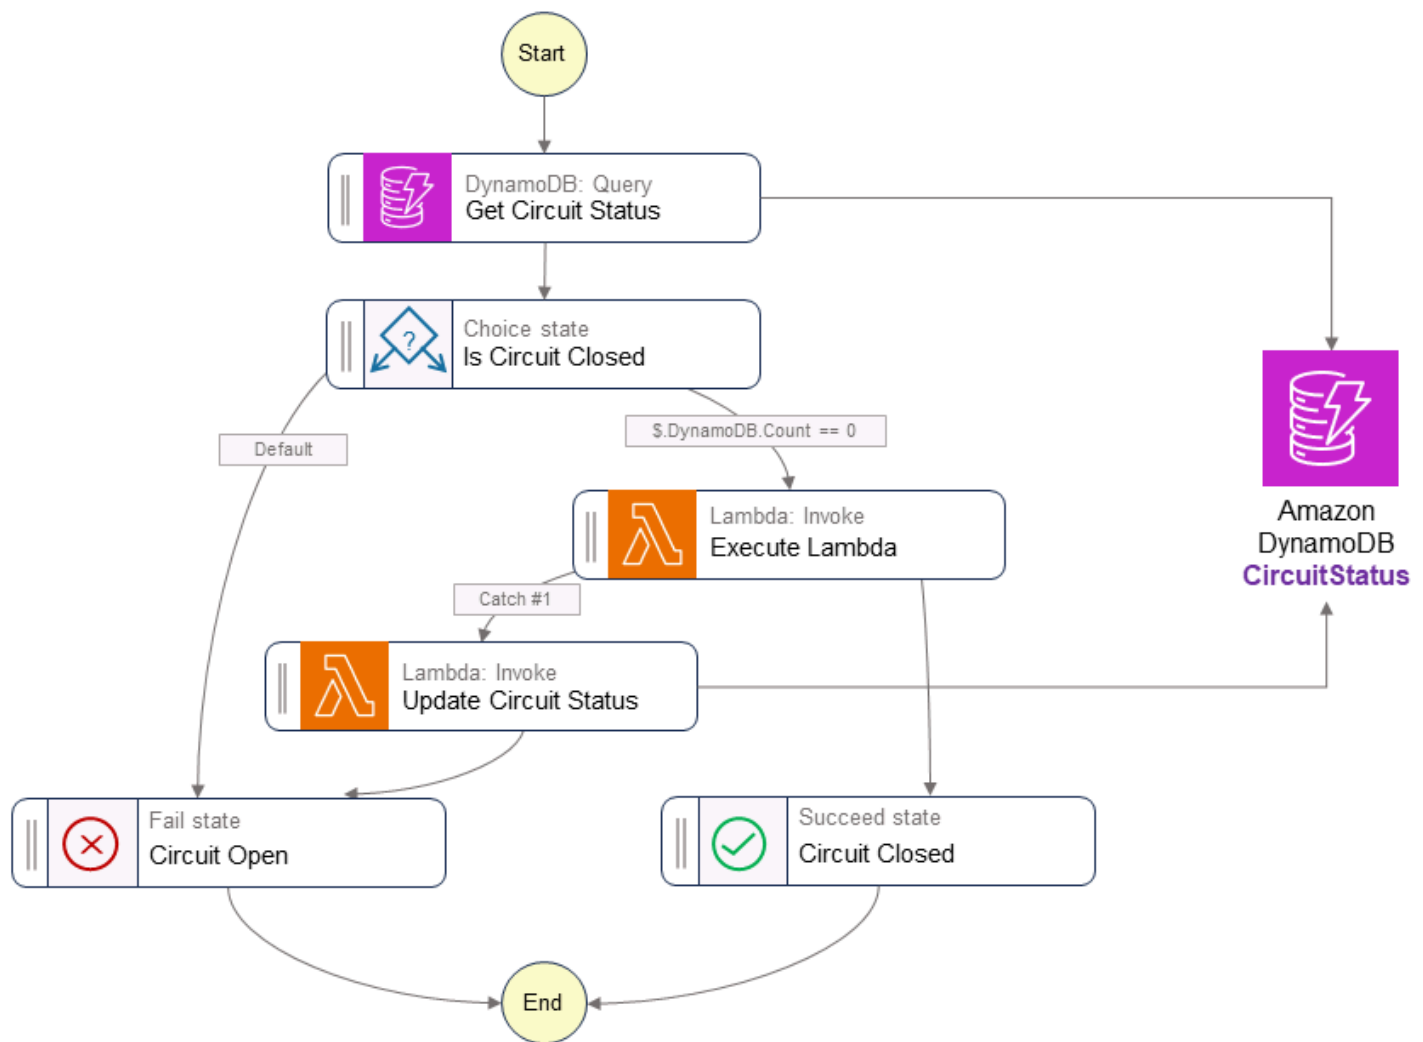 Start
DynamoDB: Query
Get Circuit Status
Choice state
?
Is Circuit Closed
Default
$.DynamoDB.Count == 0
Lambda: Invoke
Execute Lambda
Amazon
DynamoDB
CircuitStatus
Catch #1
Lambda: Invoke
Update Circuit Status
Fail state
Circuit Open
Succeed state
Circuit Closed
End